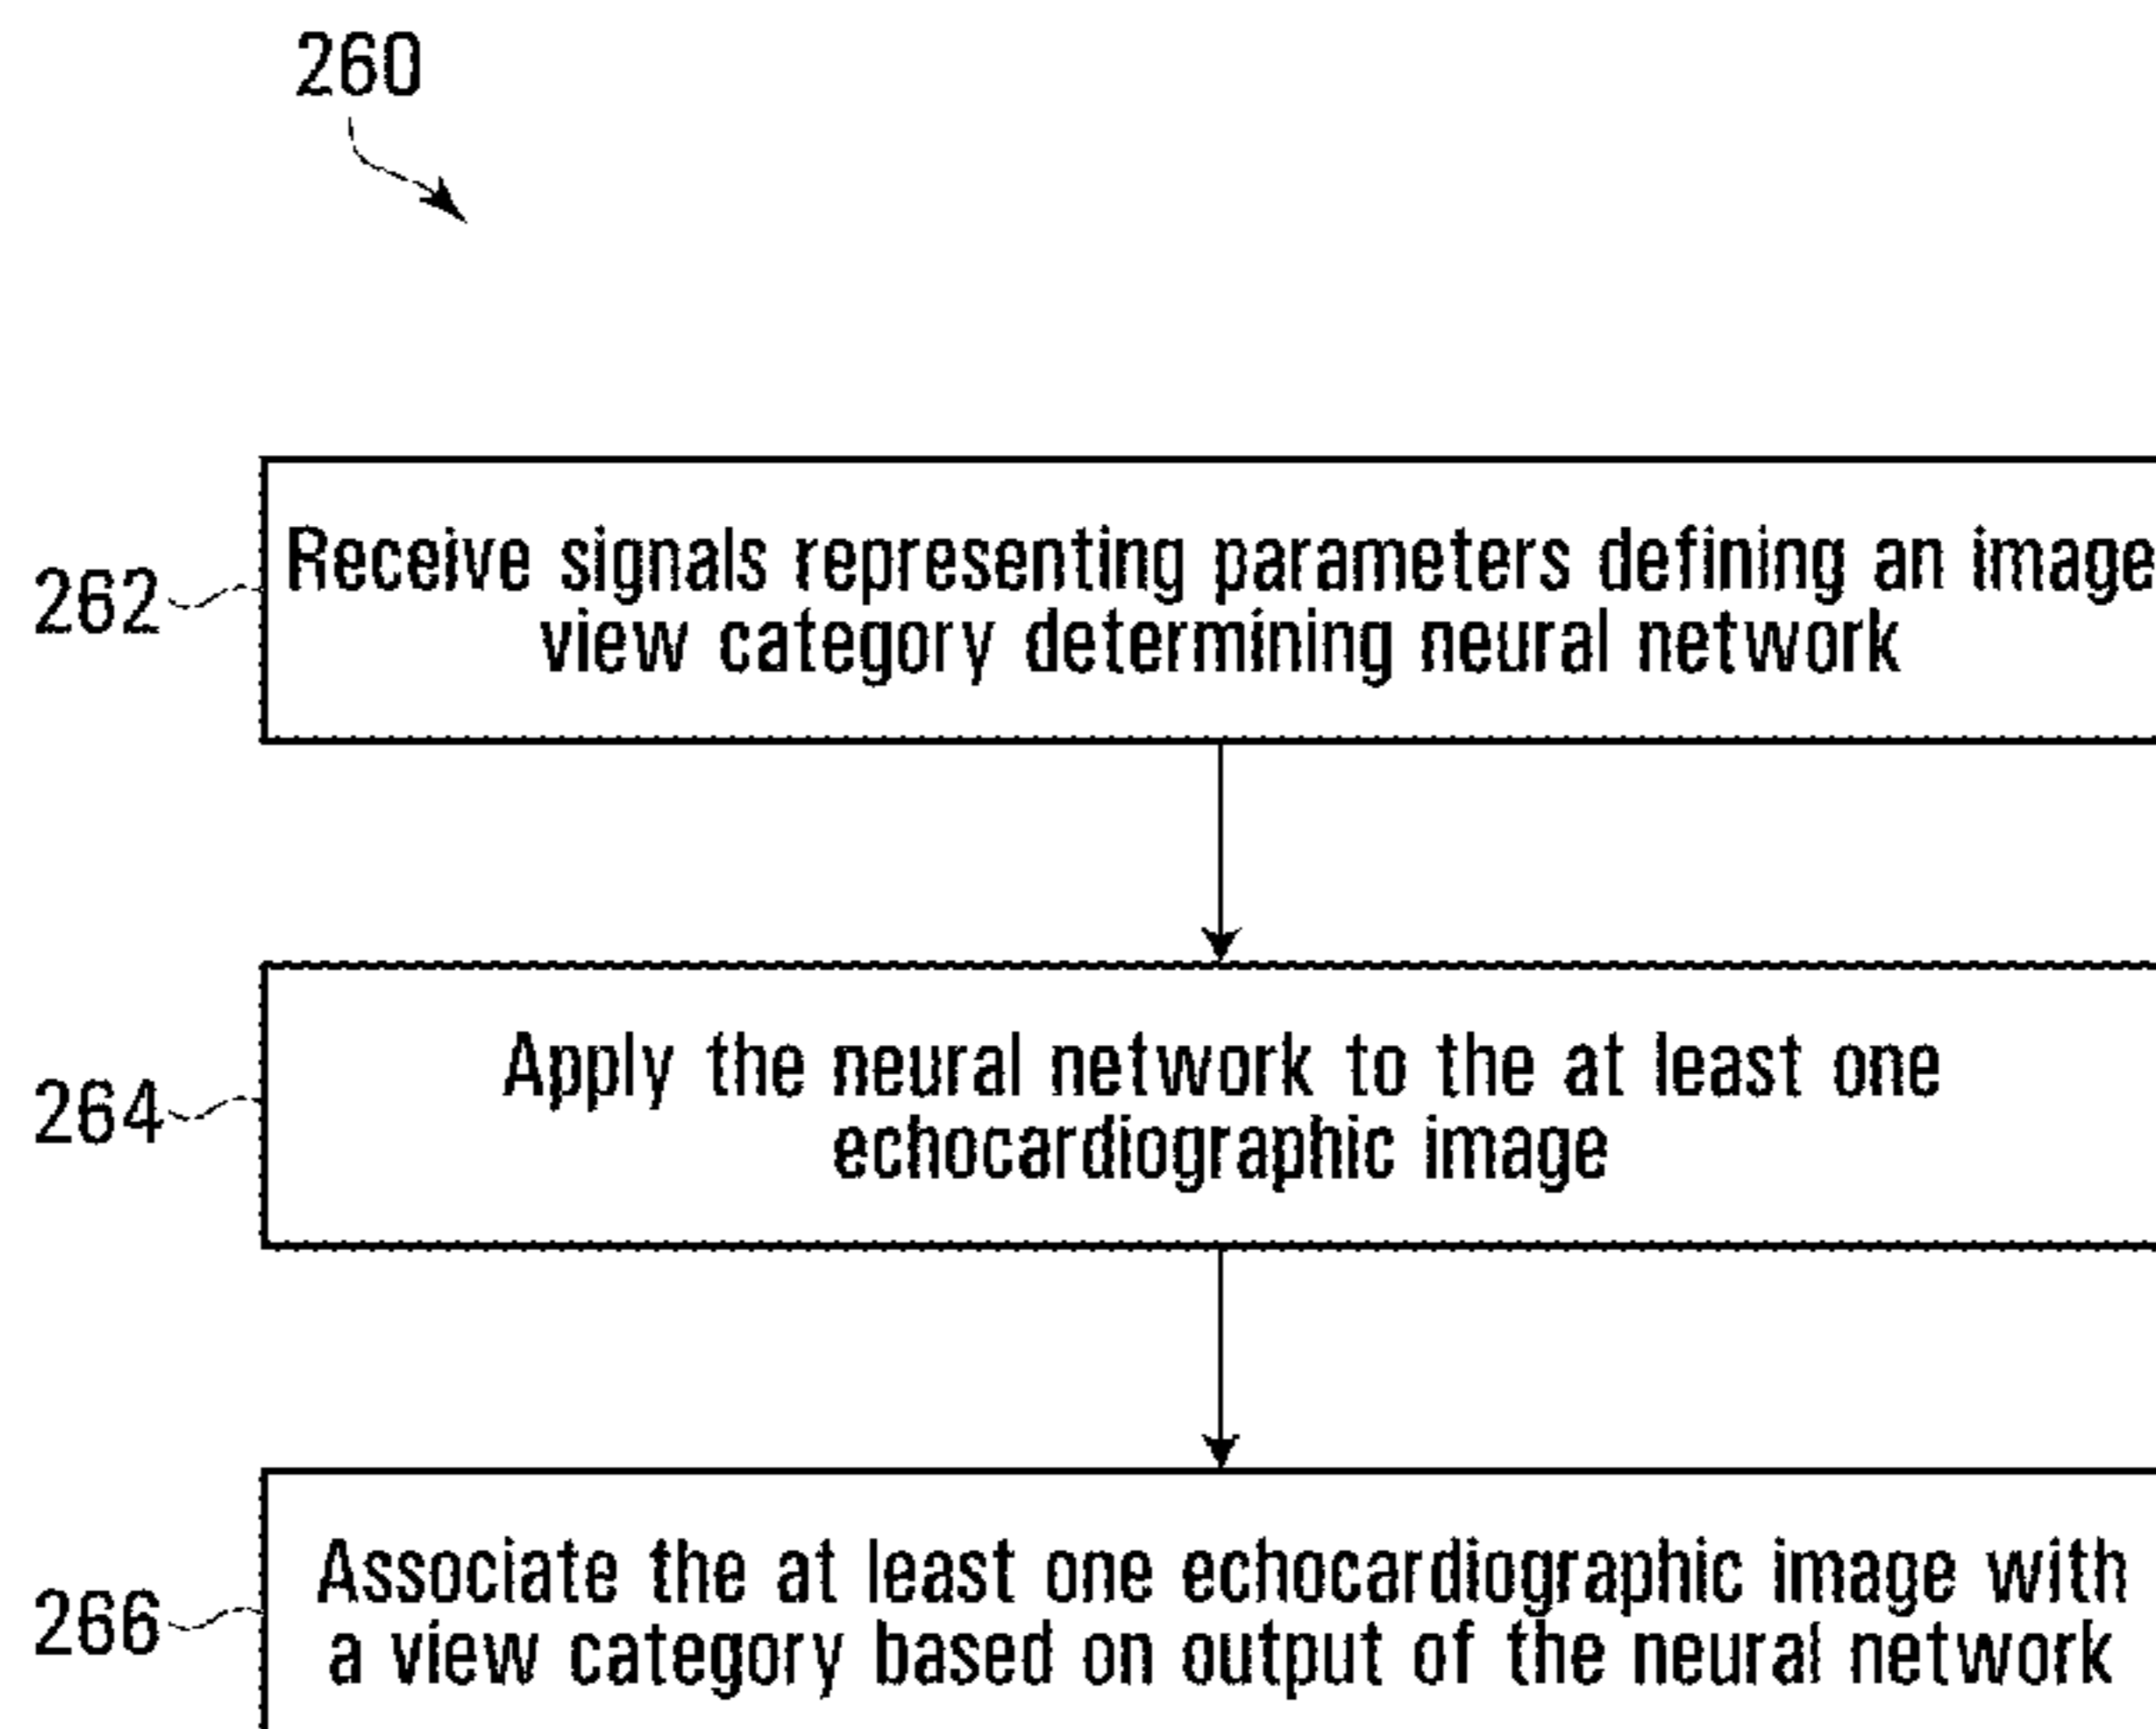 260
262
Receive signals representing parameters defining an image
view category determining neural network
264
Apply the neural network to the at least one
echocardiographic image
266
Associate the at least one echocardiographic image with
a view category based on output of the neural network